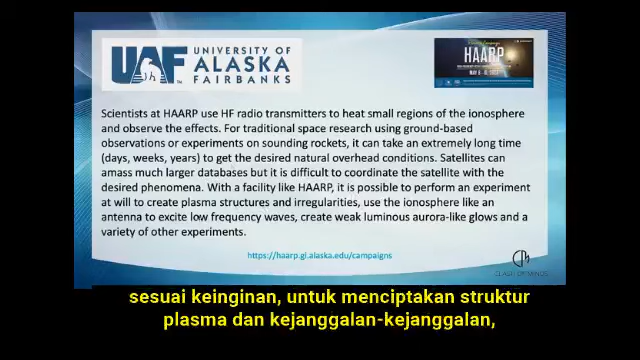 UAF
UNIVERSITY OF
ALASKA
FAIRBANKS
HAARP
Scientists at HAARP use HF radio transmitters to heat small regions of the ionosphere
and observe the effects. For traditional space research using ground-based
observations or experiments on sounding rockets, it can take an extremely long time
(days, weeks, years) to get the desired natural overhead conditions. Satellites can
amass much larger databases but it is difficult to coordinate the satellite with the
desired phenomena. With a facility like HAARP, it is possible to perform an experiment
at will to create plasma structures and irregularities, use the ionosphere like an
antenna to excite low frequency waves, create weak luminous aurora-like glows and a
variety of other experiments.
https://haarp.gi.alaska.edu/campaigns
CLASH OF MINDS
sesuai keinginan, untuk menciptakan struktur
plasma dan kejanggalan-kejanggalan,